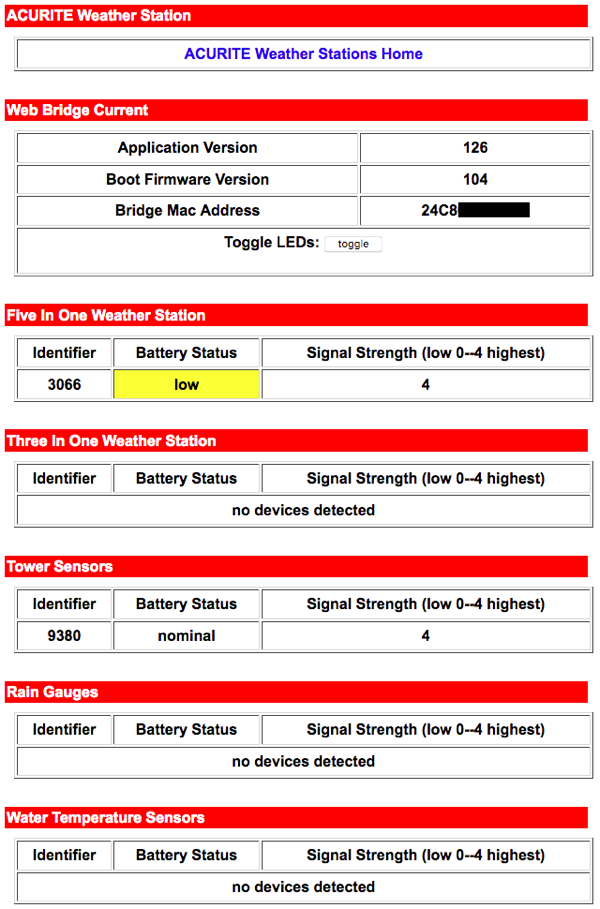 ACURITE Weather Station
ACURITE Weather Stations Home
Web Bridge Current
Application Version 126
Boot Firmware Version 104
Bridge Mac Address 24C8
Toggle LEDs: toggle
Five In One Weather Station
Identifier Battery Status Signal Strength (low 0--4 highest)
3066 low 4
Three In One Weather Station
Identifier Battery Status Signal Strength (low 0--4 highest)
no devices detected
Tower Sensors
Identifier Battery Status Signal Strength (low 0--4 highest)
9380 nominal 4
Rain Gauges
Identifier Battery Status Signal Strength (low 0--4 highest)
no devices detected
Water Temperature Sensors
Identifier Battery Status Signal Strength (low 0--4 highest)
no devices detected